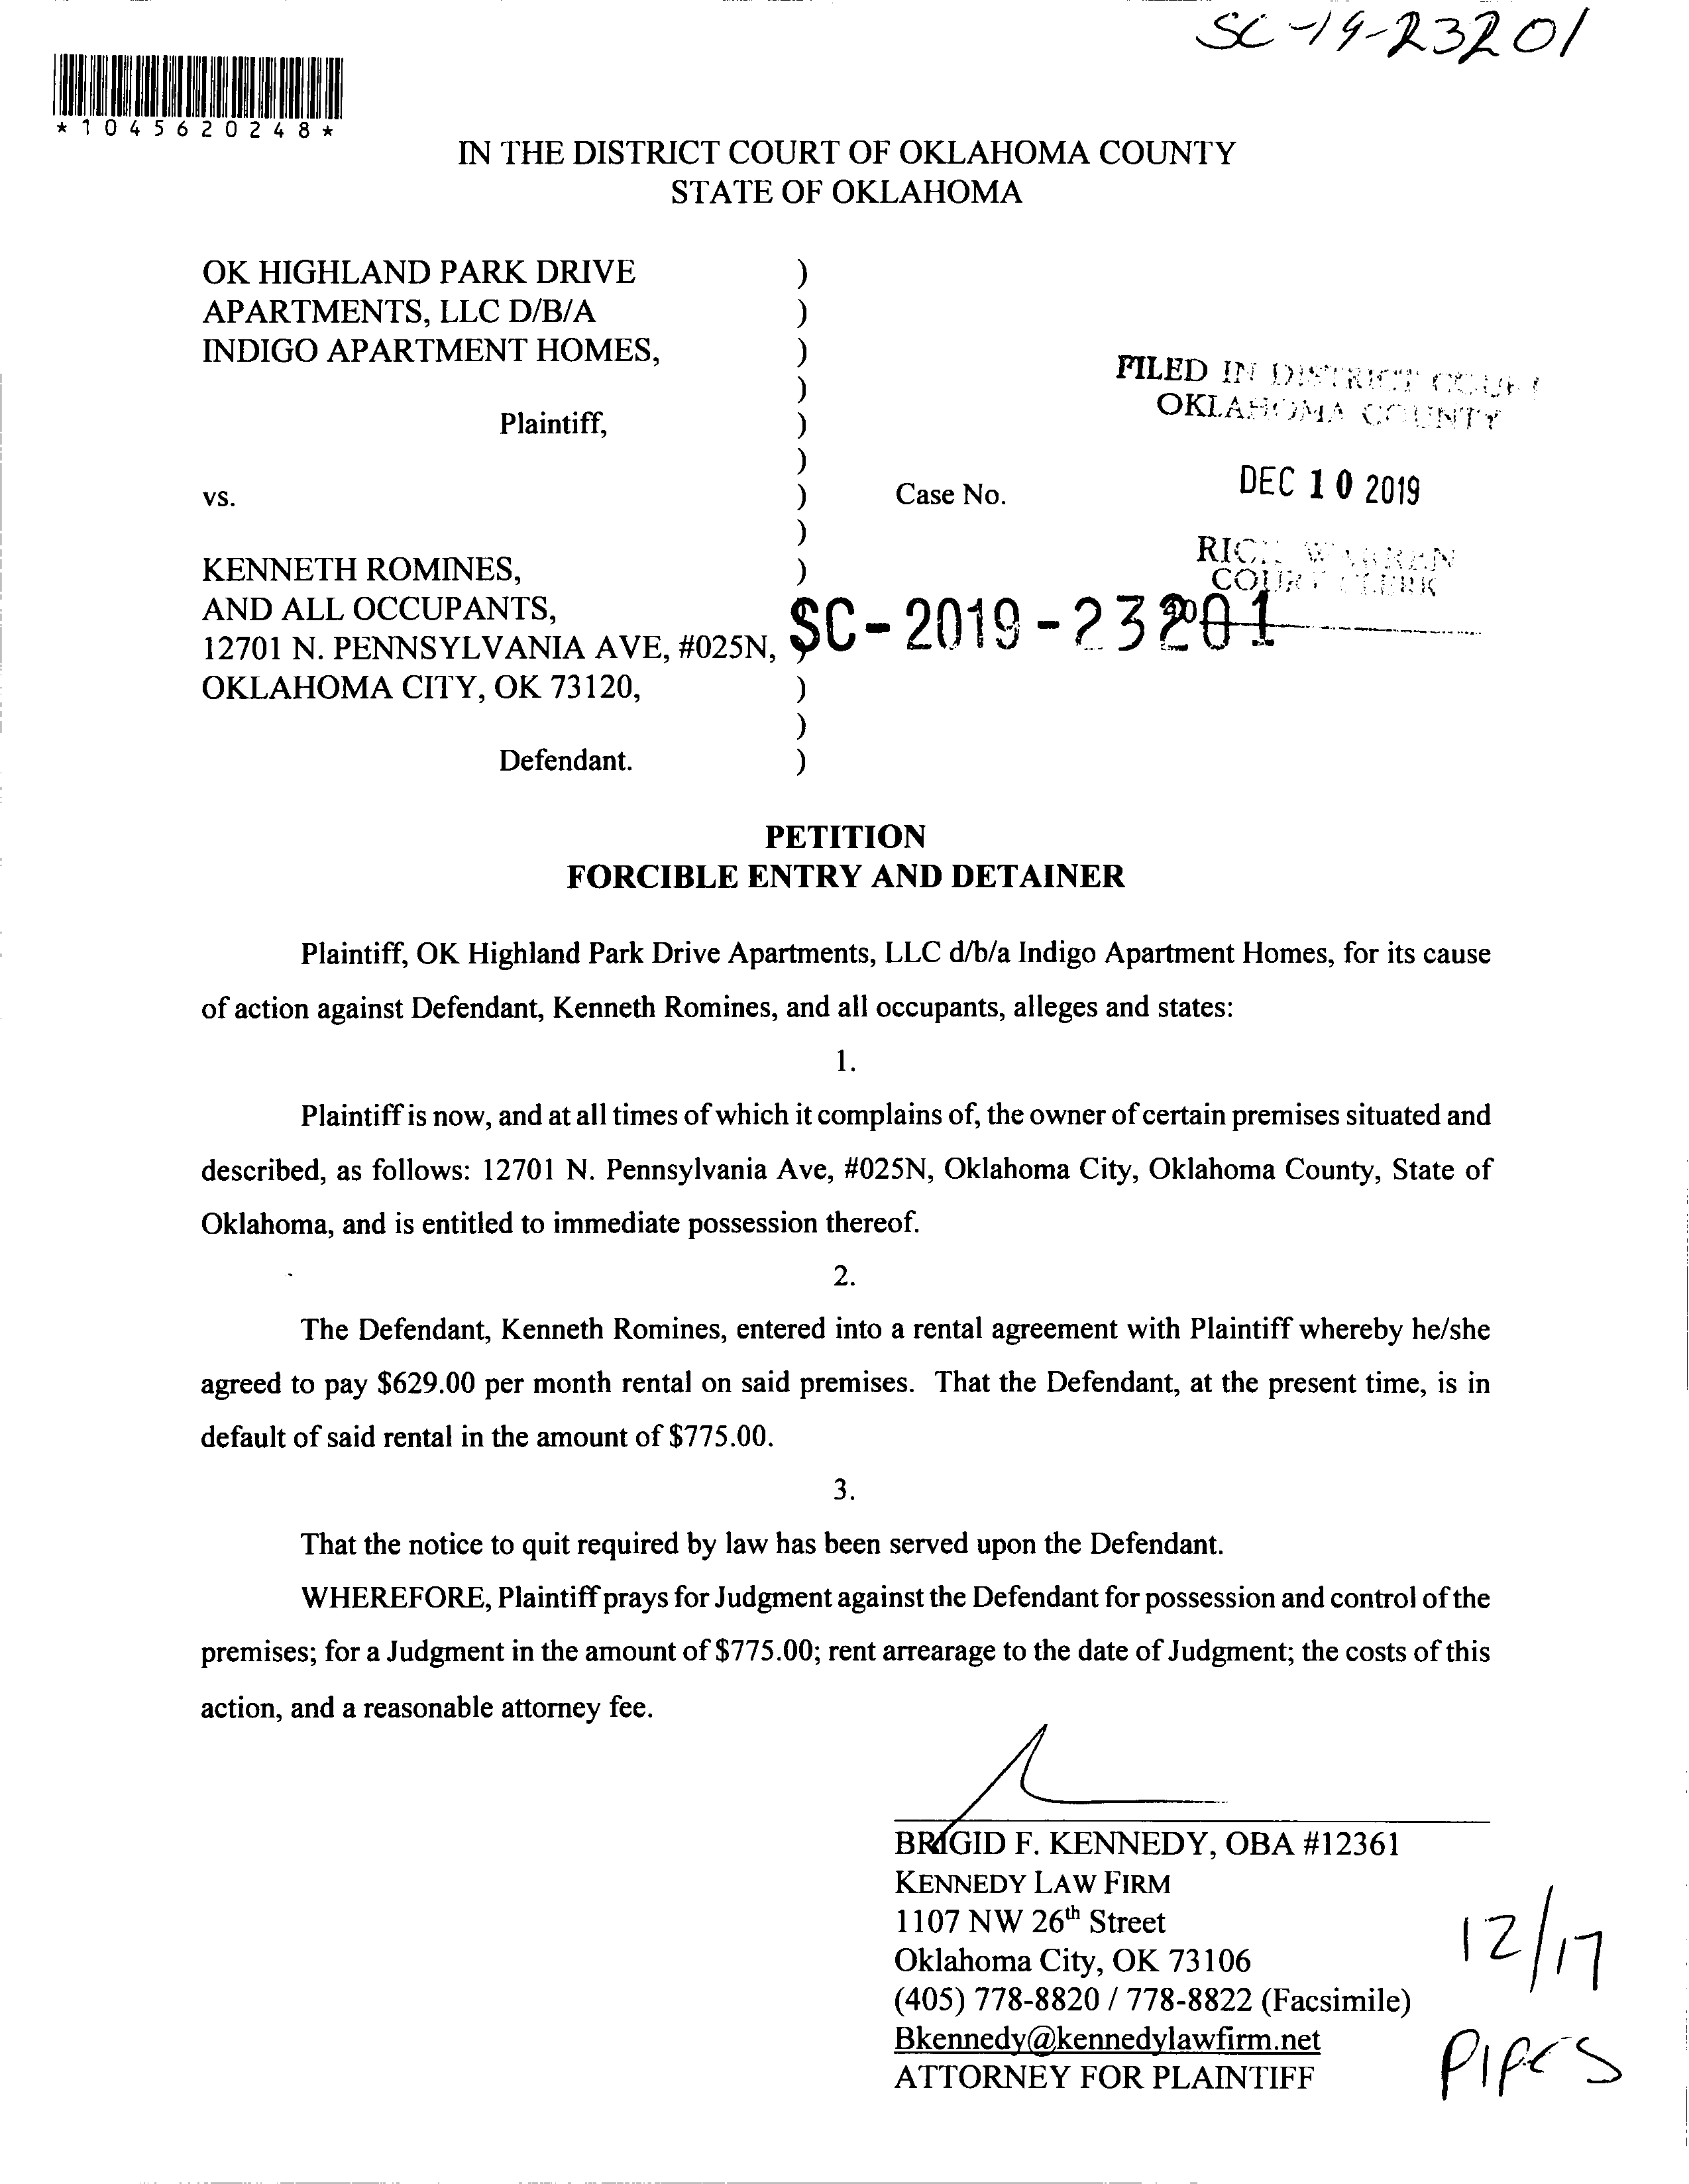 SC-19-23201
*1045620248*
IN THE DISTRICT COURT OF OKLAHOMA COUNTY
STATE OF OKLAHOMA
OK HIGHLAND PARK DRIVE )
APARTMENTS, LLC D/B/A )
INDIGO APARTMENT HOMES, )
)
Plaintiff, )
)
vs. ) Case No.
)
KENNETH ROMINES, )
AND ALL OCCUPANTS, )
12701 N. PENNSYLVANIA AVE, #025N, )
OKLAHOMA CITY, OK 73120, )
)
Defendant. )
FILED IN DISTRICT COURT
OKLAHOMA COUNTY
DEC 10 2019
RICK WARREN
COURT CLERK
SC-2019-23201
PETITION
FORCIBLE ENTRY AND DETAINER
Plaintiff, OK Highland Park Drive Apartments, LLC d/b/a Indigo Apartment Homes, for its cause
of action against Defendant, Kenneth Romines, and all occupants, alleges and states:
1.
Plaintiff is now, and at all times of which it complains of, the owner of certain premises situated and
described, as follows: 12701 N. Pennsylvania Ave, #025N, Oklahoma City, Oklahoma County, State of
Oklahoma, and is entitled to immediate possession thereof.
2.
The Defendant, Kenneth Romines, entered into a rental agreement with Plaintiff whereby he/she
agreed to pay $629.00 per month rental on said premises. That the Defendant, at the present time, is in
default of said rental in the amount of $775.00.
3.
That the notice to quit required by law has been served upon the Defendant.
WHEREFORE, Plaintiff prays for Judgment against the Defendant for possession and control of the
premises; for a Judgment in the amount of $775.00; rent arrearage to the date of Judgment; the costs of this
action, and a reasonable attorney fee.
BRIGID F. KENNEDY, OBA #12361
KENNEDY LAW FIRM
1107 NW 26th Street
Oklahoma City, OK 73106
(405) 778-8820 / 778-8822 (Facsimile)
Bkennedy@kennedylawfirm.net
ATTORNEY FOR PLAINTIFF
12/17
Pipes